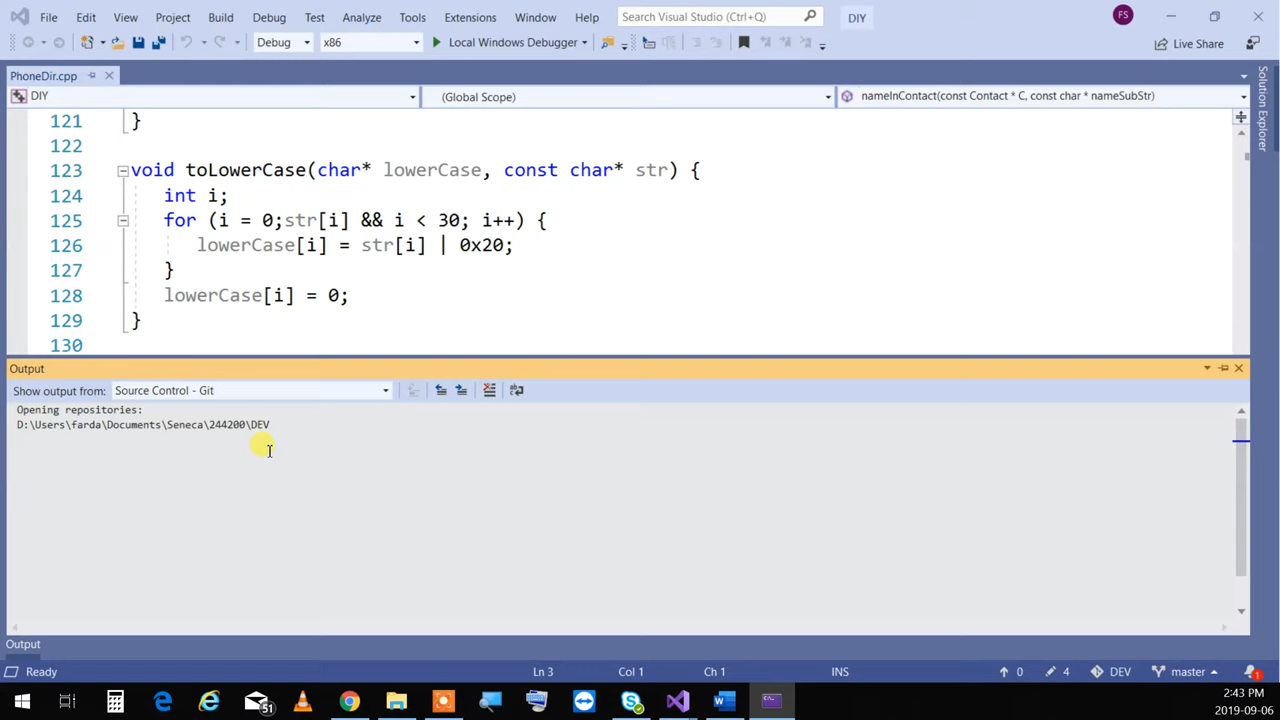 File Edit View Project Build Debug Test Analyze Tools Extensions Window Help Search Visual Studio (Ctrl+Q) DIY FS
Debug x86 Local Windows Debugger Live Share
PhoneDir.cpp
DIY (Global Scope) nameInContact(const Contact * C, const char * nameSubStr)
Solution Explorer
121 }
122
123 void toLowerCase(char* lowerCase, const char* str) {
124 int i;
125 for (i = 0;str[i] && i < 30; i++) {
126 lowerCase[i] = str[i] | 0x20;
127 }
128 lowerCase[i] = 0;
129 }
130
Output
Show output from: Source Control - Git
Opening repositories:
D:\Users\farda\Documents\Seneca\244200\DEV
Output
Ready Ln 3 Col 1 Ch 1 INS 0 4 DEV master 1
51
2:43 PM
2019-09-06